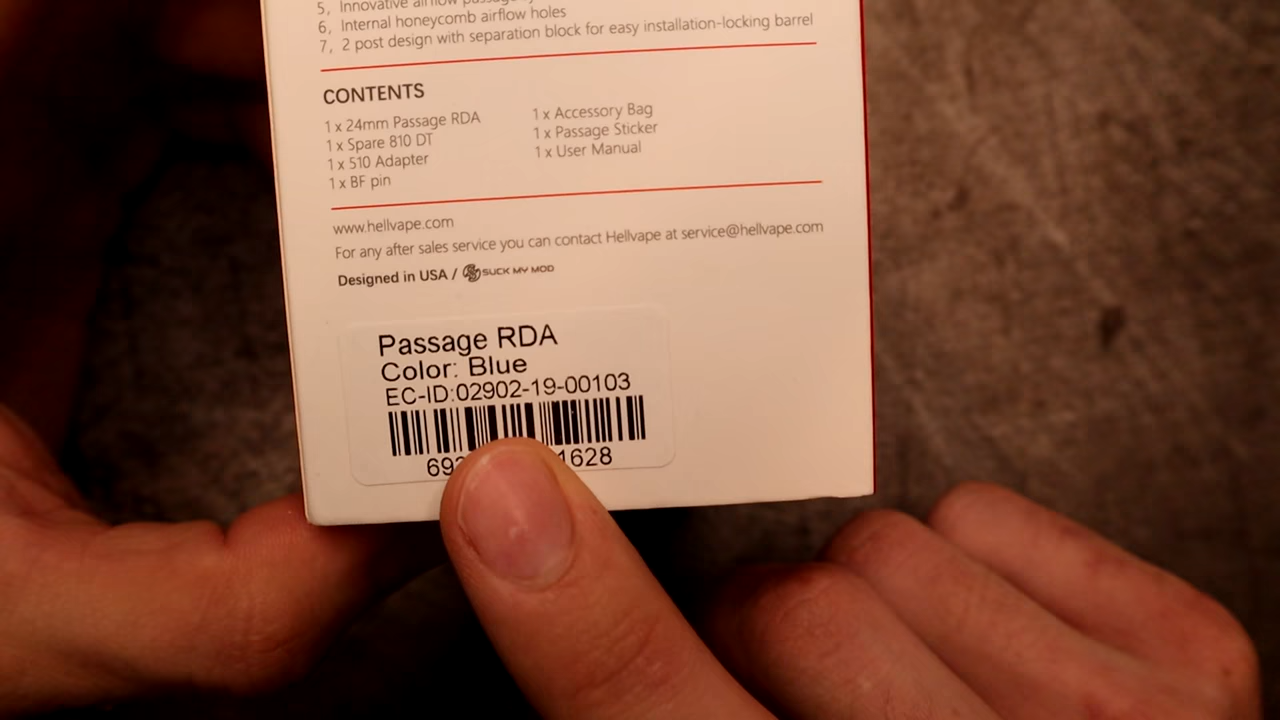 5, Innovative airflow passage
6, Internal honeycomb airflow holes
7, 2 post design with separation block for easy installation-locking barrel
CONTENTS
1 x 24mm Passage RDA
1 x Spare 810 DT
1 x 510 Adapter
1 x BF pin
1 x Accessory Bag
1 x Passage Sticker
1 x User Manual
www.hellvape.com
For any after sales service you can contact Hellvape at service@hellvape.com
Designed in USA / SUCK MY MOD
Passage RDA
Color: Blue
EC-ID:02902-19-00103
69 1628